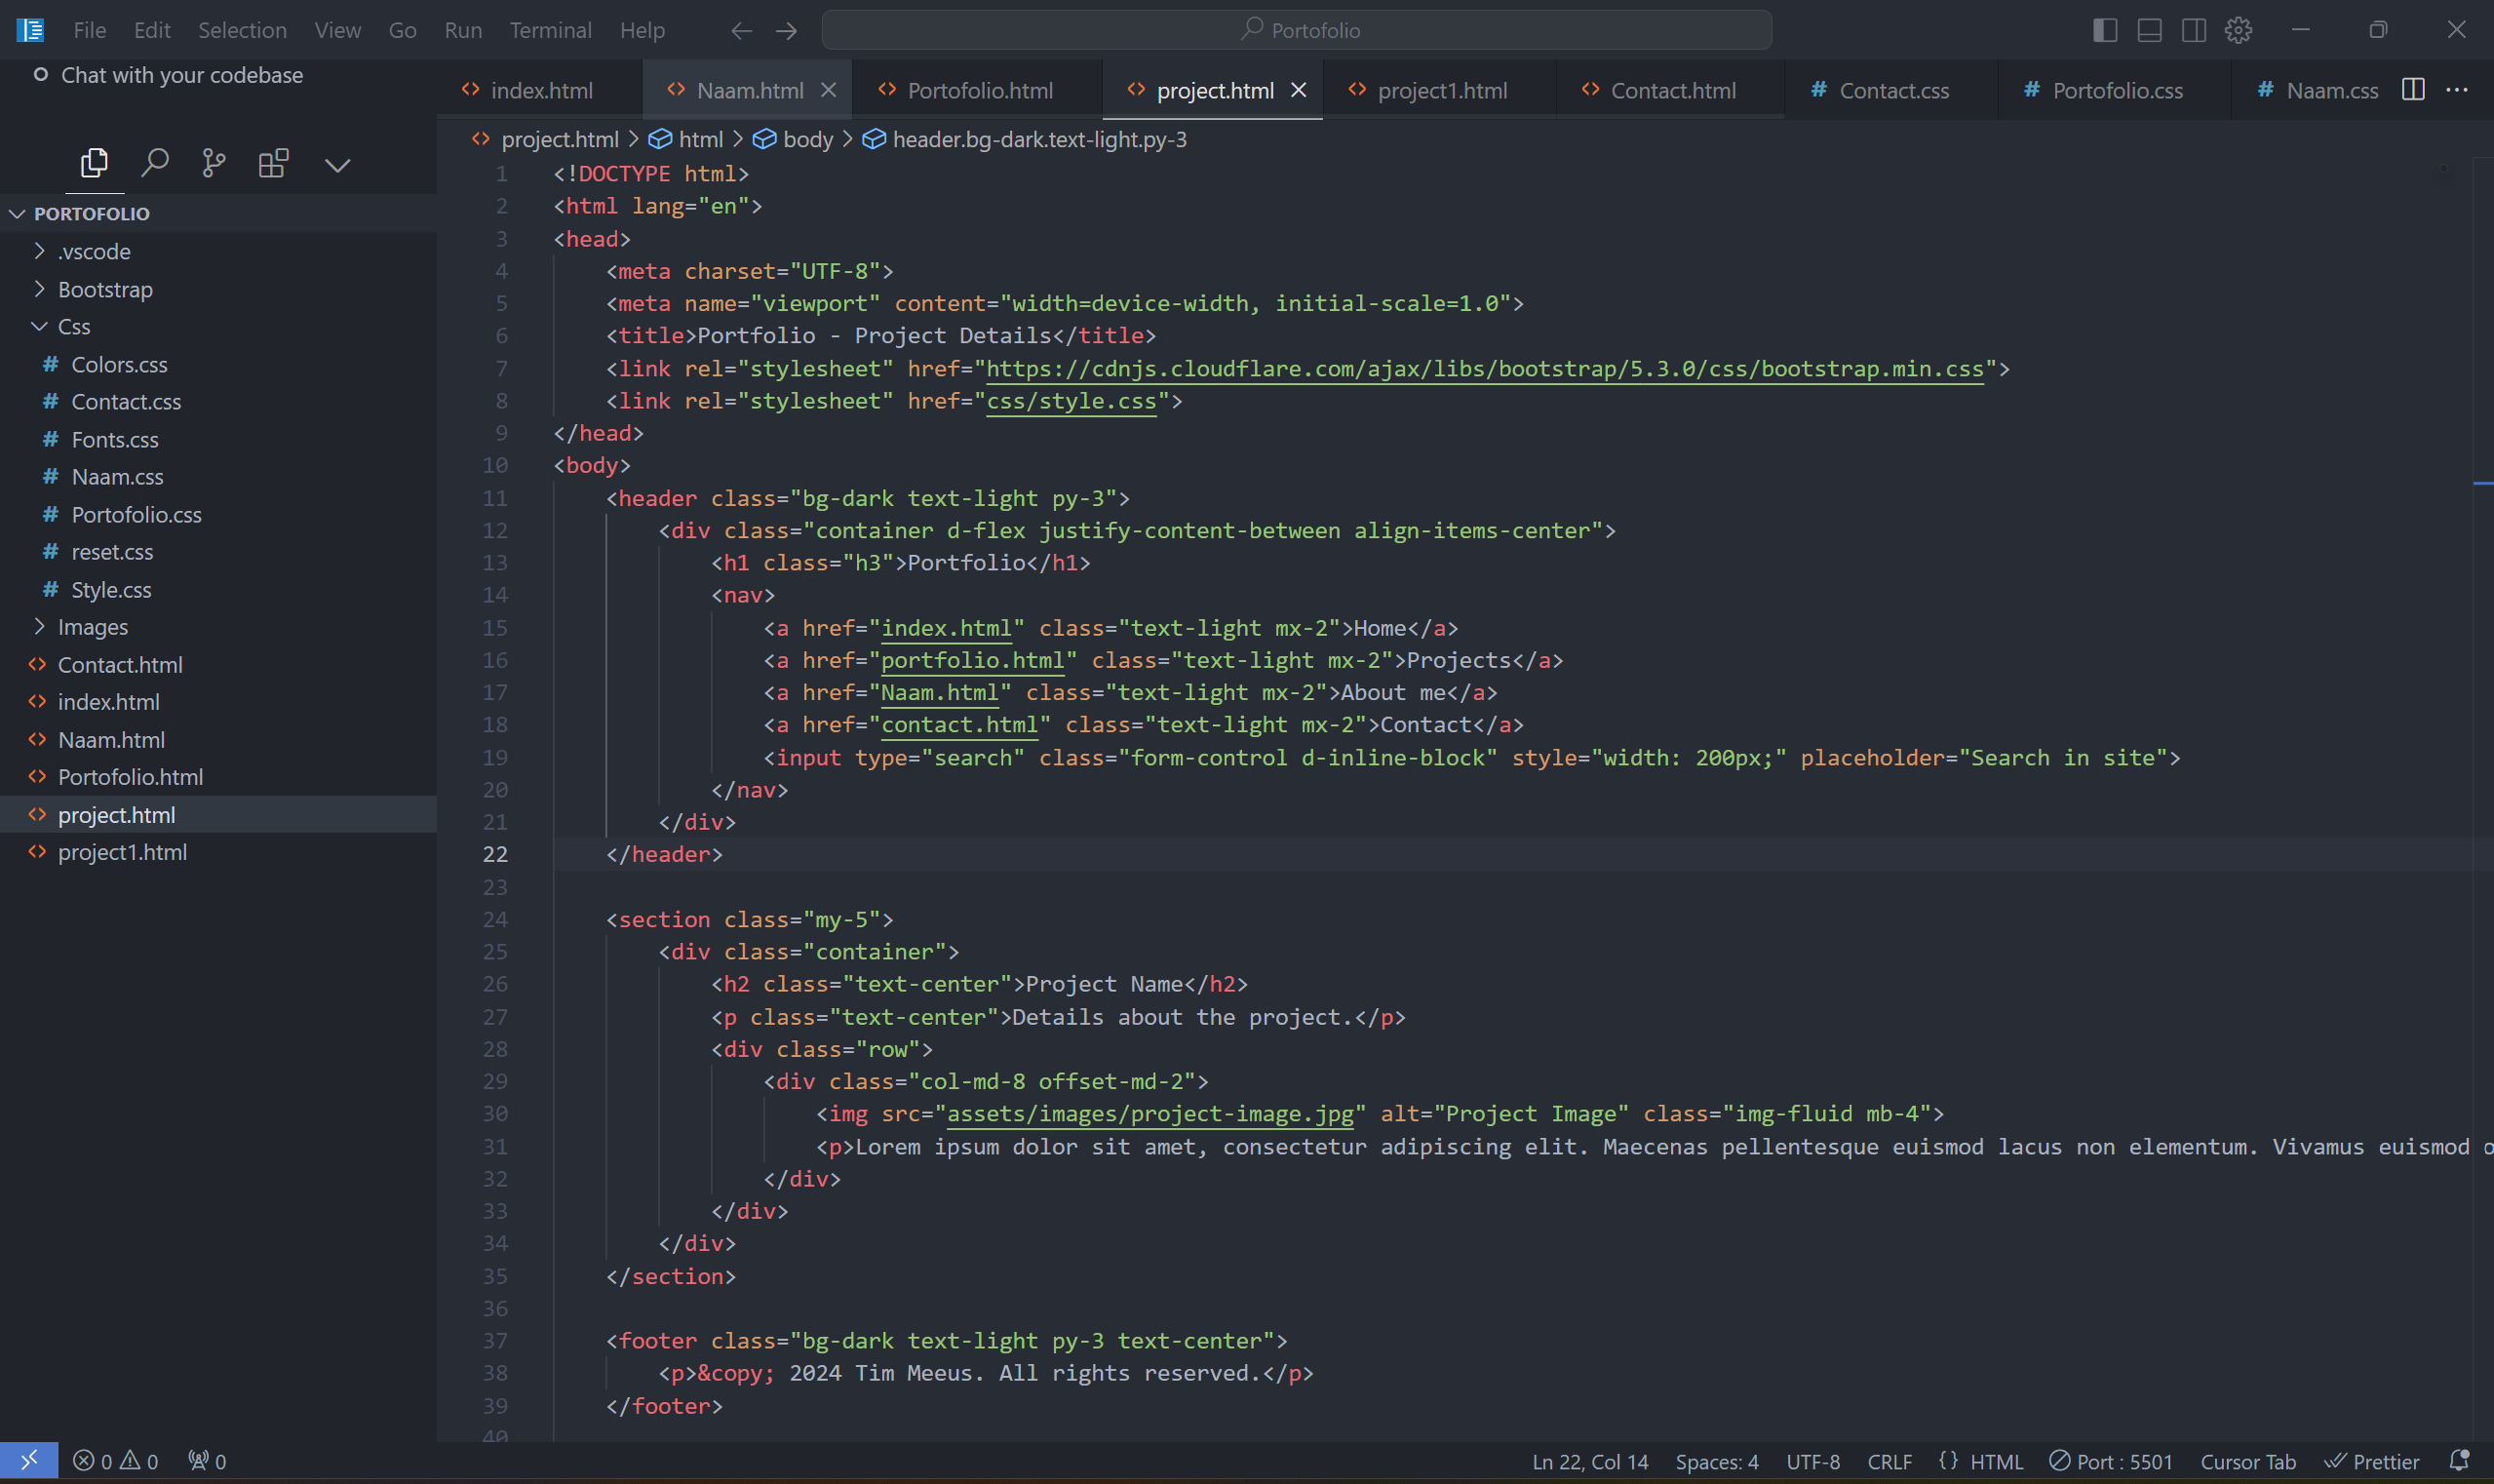 File Edit Selection View Go Run Terminal Help
Portofolio
Chat with your codebase
index.html Naam.html Portofolio.html project.html project1.html Contact.html Contact.css Portofolio.css Naam.css
project.html > html > body > header.bg-dark.text-light.py-3
PORTOFOLIO
.vscode
Bootstrap
Css
Colors.css
Contact.css
Fonts.css
Naam.css
Portofolio.css
reset.css
Style.css
Images
Contact.html
index.html
Naam.html
Portofolio.html
project.html
project1.html
1 <!DOCTYPE html>
2 <html lang="en">
3 <head>
4     <meta charset="UTF-8">
5     <meta name="viewport" content="width=device-width, initial-scale=1.0">
6     <title>Portfolio - Project Details</title>
7     <link rel="stylesheet" href="https://cdnjs.cloudflare.com/ajax/libs/bootstrap/5.3.0/css/bootstrap.min.css">
8     <link rel="stylesheet" href="css/style.css">
9 </head>
10 <body>
11     <header class="bg-dark text-light py-3">
12         <div class="container d-flex justify-content-between align-items-center">
13             <h1 class="h3">Portfolio</h1>
14             <nav>
15                 <a href="index.html" class="text-light mx-2">Home</a>
16                 <a href="portfolio.html" class="text-light mx-2">Projects</a>
17                 <a href="Naam.html" class="text-light mx-2">About me</a>
18                 <a href="contact.html" class="text-light mx-2">Contact</a>
19                 <input type="search" class="form-control d-inline-block" style="width: 200px;" placeholder="Search in site">
20             </nav>
21         </div>
22     </header>
23
24     <section class="my-5">
25         <div class="container">
26             <h2 class="text-center">Project Name</h2>
27             <p class="text-center">Details about the project.</p>
28             <div class="row">
29                 <div class="col-md-8 offset-md-2">
30                     <img src="assets/images/project-image.jpg" alt="Project Image" class="img-fluid mb-4">
31                     <p>Lorem ipsum dolor sit amet, consectetur adipiscing elit. Maecenas pellentesque euismod lacus non elementum. Vivamus euismod
32                 </div>
33             </div>
34         </div>
35     </section>
36
37     <footer class="bg-dark text-light py-3 text-center">
38         <p>&copy; 2024 Tim Meeus. All rights reserved.</p>
39     </footer>
40
0 0 0 Ln 22, Col 14 Spaces: 4 UTF-8 CRLF {} HTML Port : 5501 Cursor Tab Prettier